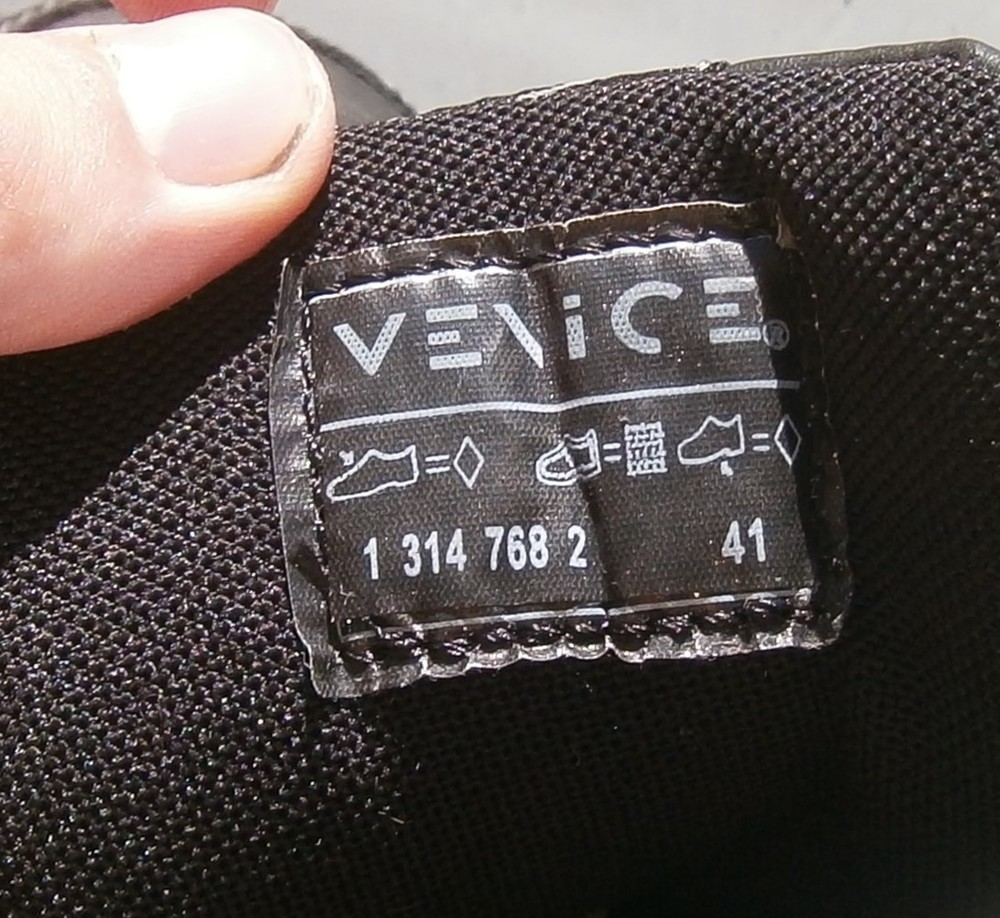 VENiCE®
= = =
1 314 768 2 41